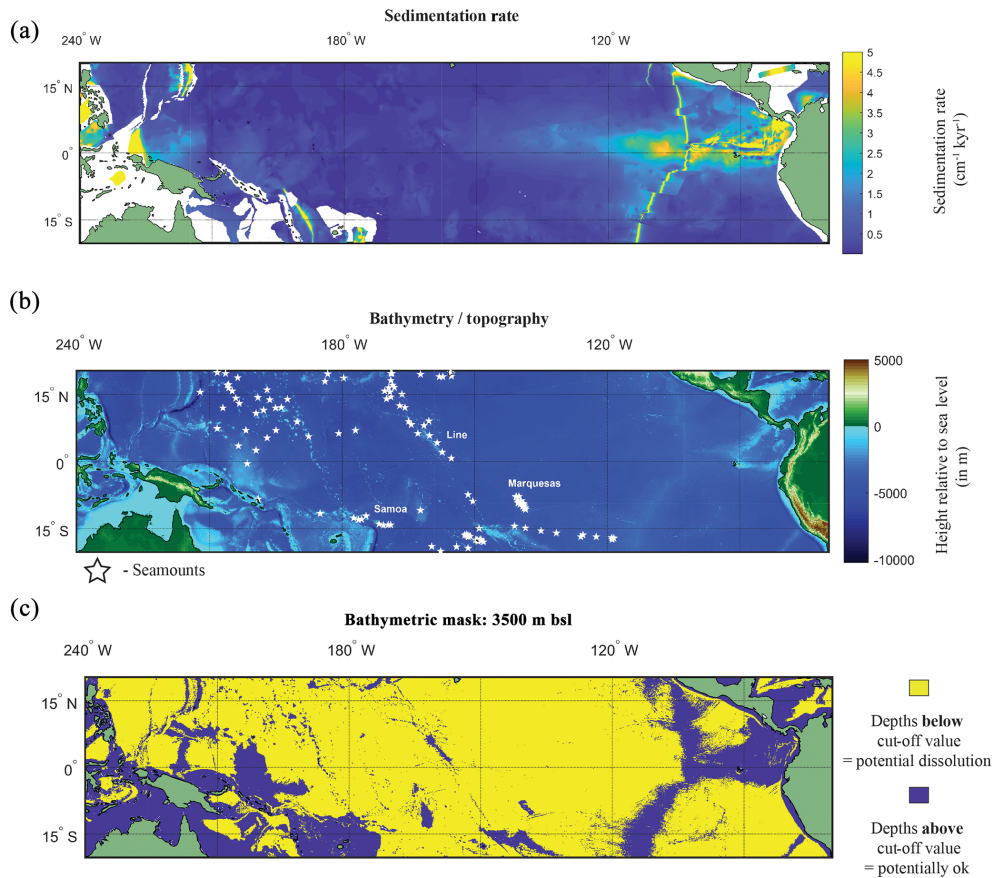 (a)
Sedimentation rate
240° W 180° W 120° W
15° N
0°
15° S
5
4.5
4
3.5
3
2.5
2
1.5
1
0.5
Sedimentation rate
(cm⁻¹ kyr⁻¹)
(b)
Bathymetry / topography
240° W 180° W 120° W
15° N
0°
15° S
Line
Marquesas
Samoa
5000
0
-5000
-10000
Height relative to sea level
(in m)
- Seamounts
(c)
Bathymetric mask: 3500 m bsl
240° W 180° W 120° W
15° N
0°
15° S
Depths below
cut-off value
= potential dissolution
Depths above
cut-off value
= potentially ok